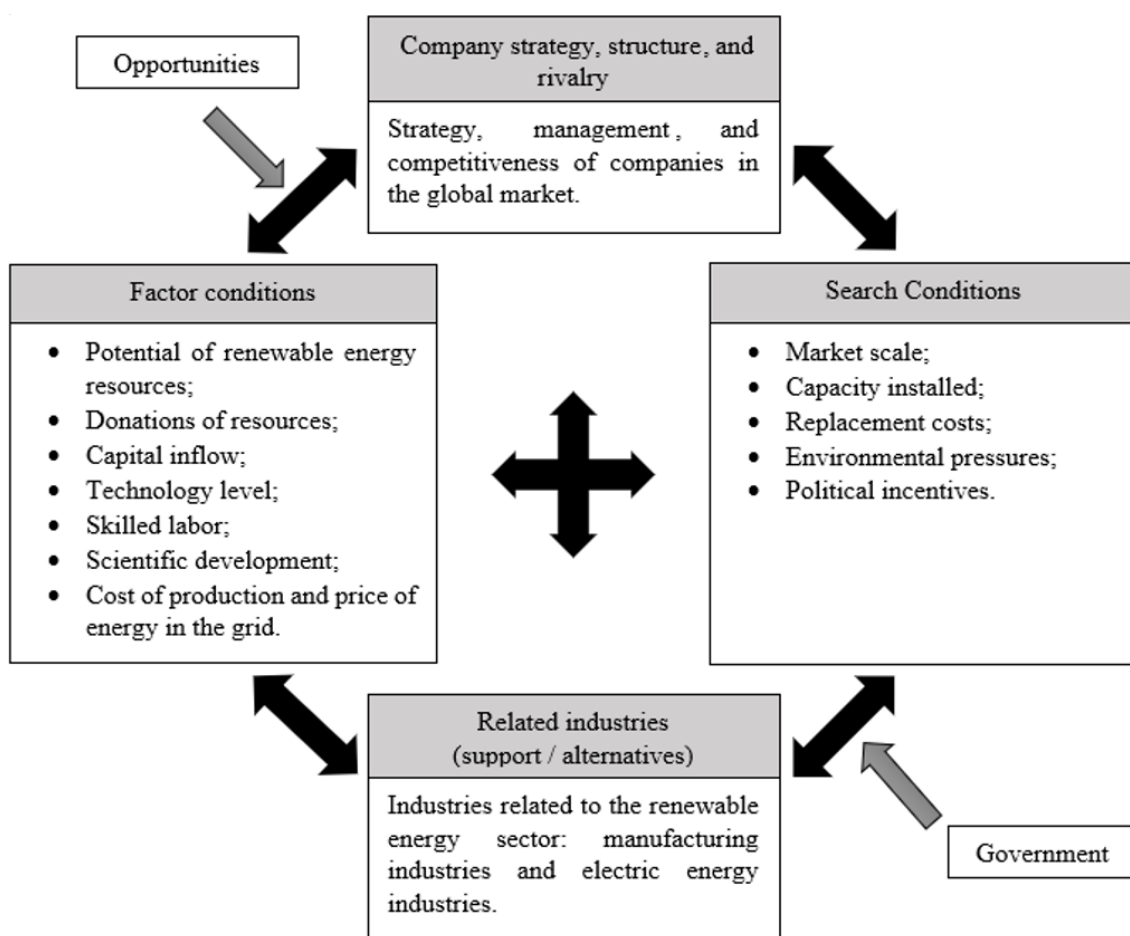 Opportunities
Company strategy, structure, and
rivalry
Strategy, management, and
competitiveness of companies in
the global market.
Factor conditions
• Potential of renewable energy
resources;
• Donations of resources;
• Capital inflow;
• Technology level;
• Skilled labor;
• Scientific development;
• Cost of production and price of
energy in the grid.
Search Conditions
• Market scale;
• Capacity installed;
• Replacement costs;
• Environmental pressures;
• Political incentives.
Related industries
(support / alternatives)
Industries related to the renewable
energy sector: manufacturing
industries and electric energy
industries.
Government